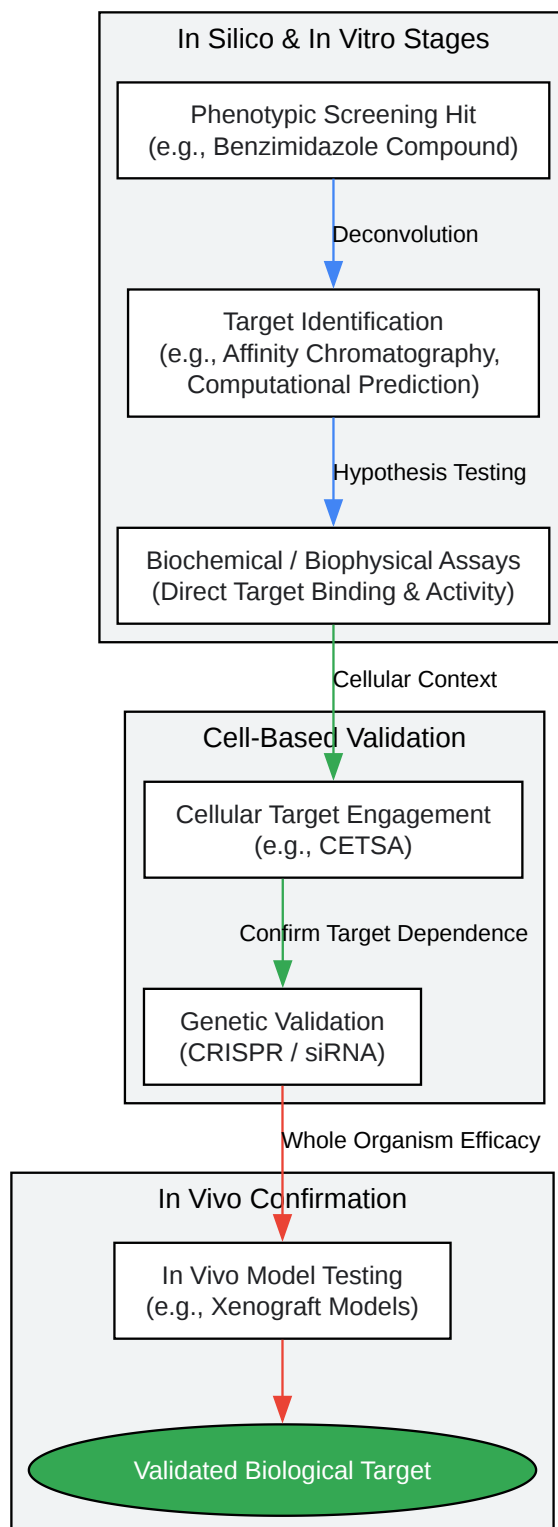 In Silico & In Vitro Stages
Phenotypic Screening Hit
(e.g., Benzimidazole Compound)
Deconvolution
Target Identification
(e.g., Affinity Chromatography,
Computational Prediction)
Hypothesis Testing
Biochemical / Biophysical Assays
(Direct Target Binding & Activity)
Cellular Context
Cell-Based Validation
Cellular Target Engagement
(e.g., CETSA)
Confirm Target Dependence
Genetic Validation
(CRISPR / siRNA)
Whole Organism Efficacy
In Vivo Confirmation
In Vivo Model Testing
(e.g., Xenograft Models)
Validated Biological Target